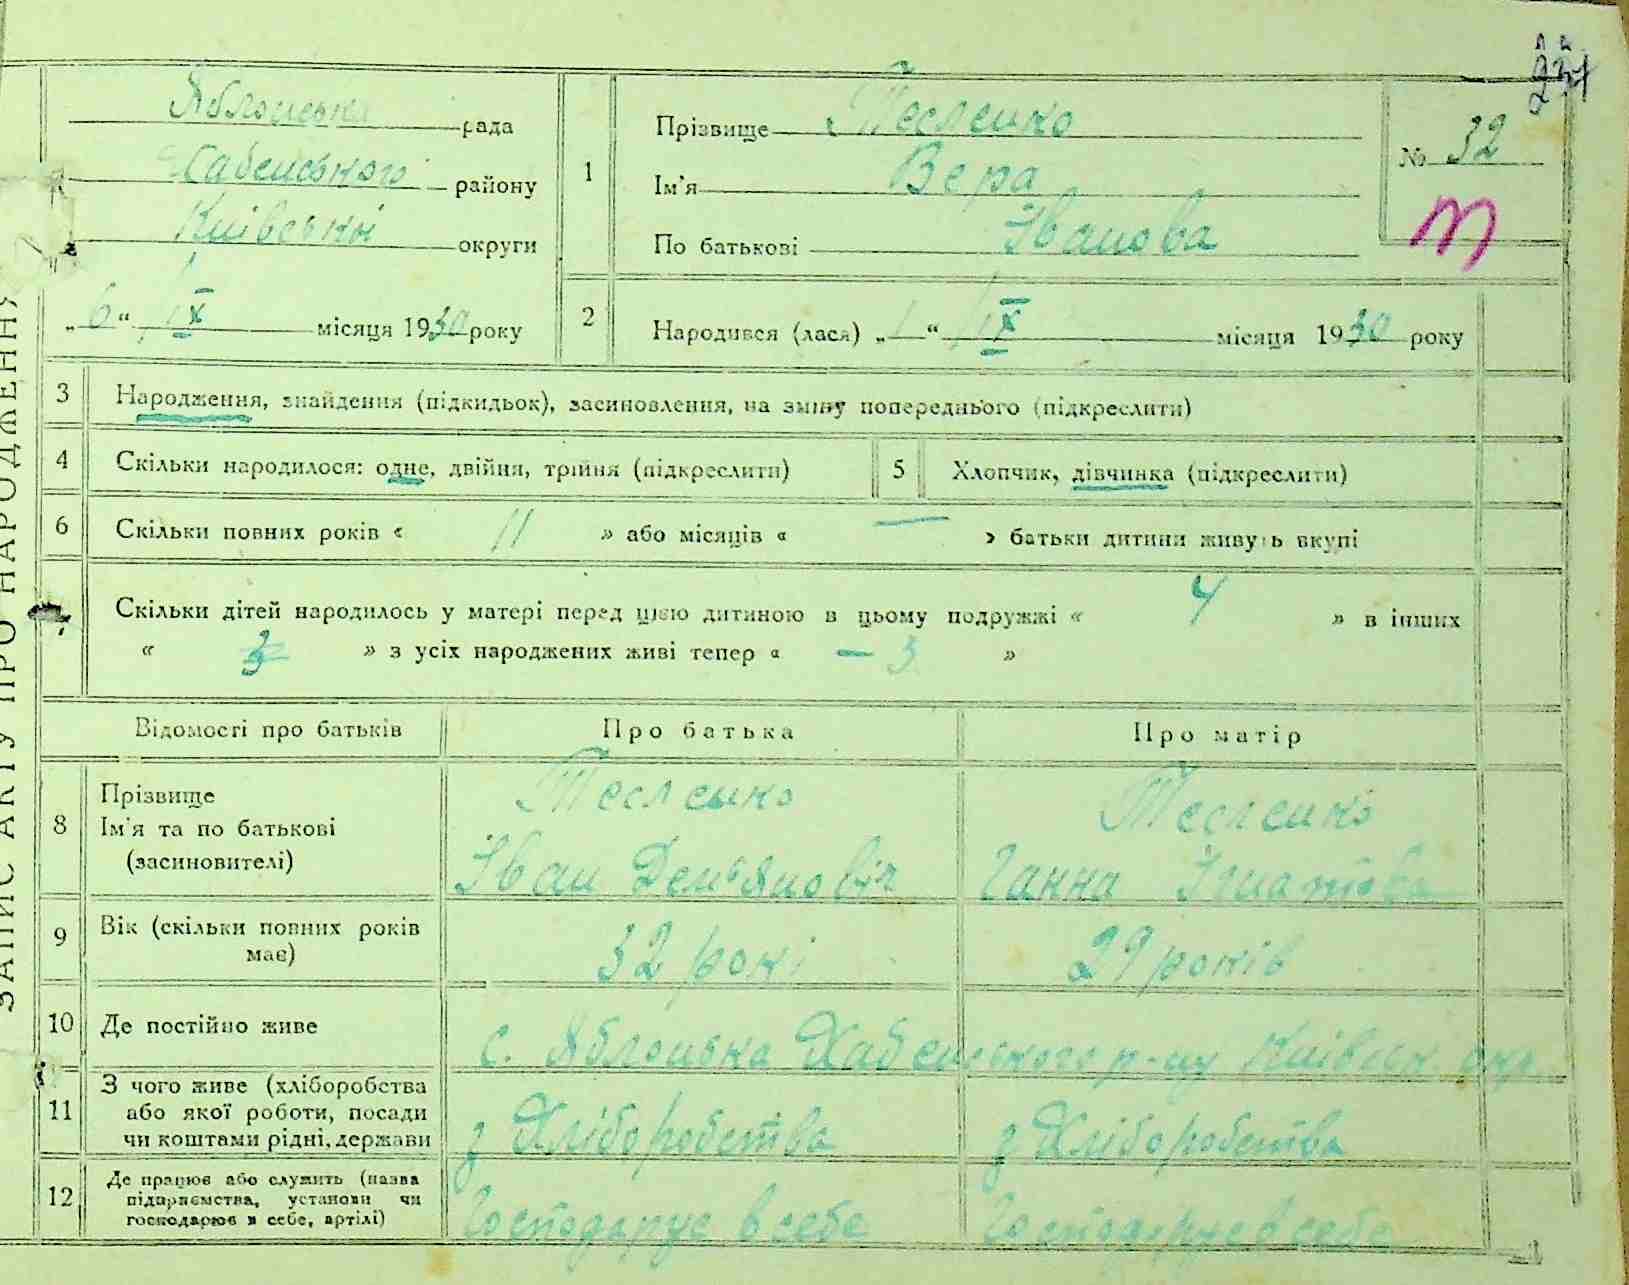 ЗАПИС АКТУ ПРО НАРОДЖЕННЯ
Яблонська рада
Хабенського району
Київської округи
„6“ IX місяця 1930 року
1
Прізвище Тесленко
Ім'я Вера
По батькові Іванова
№ 32
2
Народився (лася) „1“ IX місяця 1930 року
3 Народження, знайдення (підкидьок), засиновлення, на зміну попереднього (підкреслити)
4 Скільки народилося: одне, двійня, трійня (підкреслити)
5 Хлопчик, дівчинка (підкреслити)
6 Скільки повних років « 11 » або місяців « — » батьки дитини живуть вкупі
7 Скільки дітей народилось у матері перед цією дитиною в цьому подружжі « 4 » в інших
« 3 » з усіх народжених живі тепер « — 3 »
Відомості про батьків Про батька Про матір
8 Прізвище
Ім'я та по батькові
(засиновителі)
Тесленко
Іван Дем'янович
Тесленко
Ганна Ігнатова
9 Вік (скільки повних років
має)
32 рокі
29 років
10 Де постійно живе
с. Яблонька Хабенського р-ну Київськ. окр.
11 З чого живе (хліборобства
або якої роботи, посади
чи коштами рідні, держави
з Хліборобства
з Хліборобства
12 Де працює або служить (назва
підприємства, установи чи
господарює в себе, артілі)
Господарує в себе
Господарує в себе